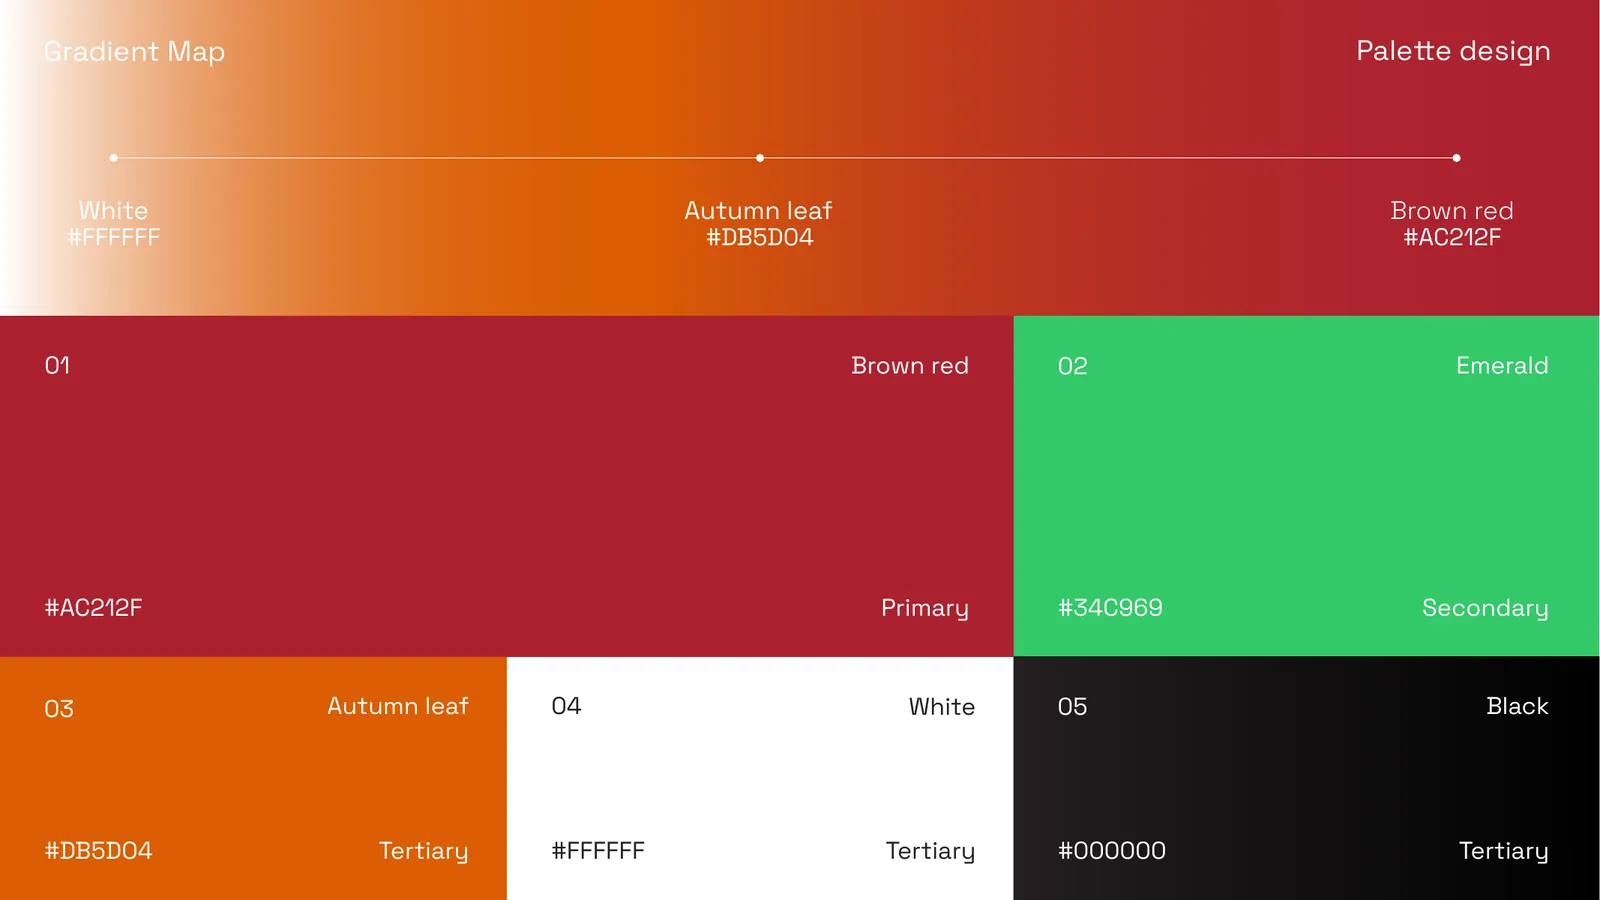 Gradient Map
Palette design
White
#FFFFFF
Autumn leaf
#DB5D04
Brown red
#AC212F
01
Brown red
#AC212F
Primary
02
Emerald
#34C969
Secondary
03
Autumn leaf
#DB5D04
Tertiary
04
White
#FFFFFF
Tertiary
05
Black
#000000
Tertiary